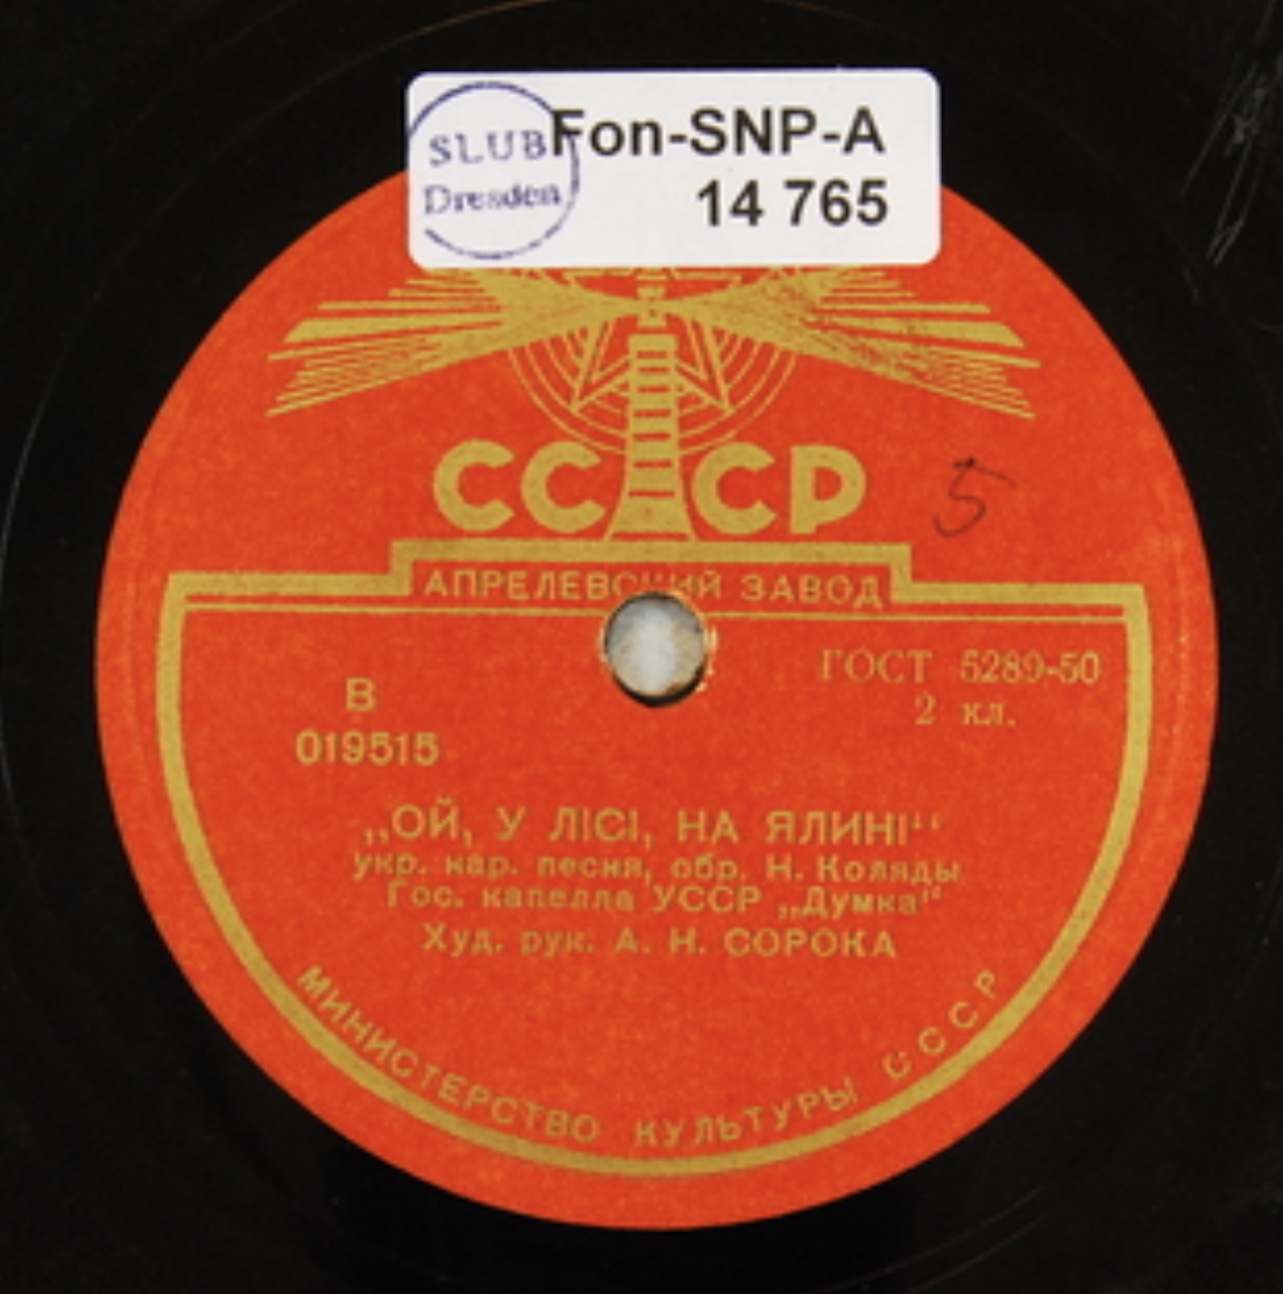 SLUB
Dresden
Fon-SNP-A
14 765
СССР
5
АПРЕЛЕВСКИЙ ЗАВОД
ГОСТ 5289-50
2 кл.
В
019515
„ОЙ, У ЛІСІ, НА ЯЛИНІ“
укр. нар. песня, обр. Н. Коляды
Гос. капелла УССР „Думка“
Худ. рук. А. Н. СОРОКА
МИНИСТЕРСТВО КУЛЬТУРЫ СССР